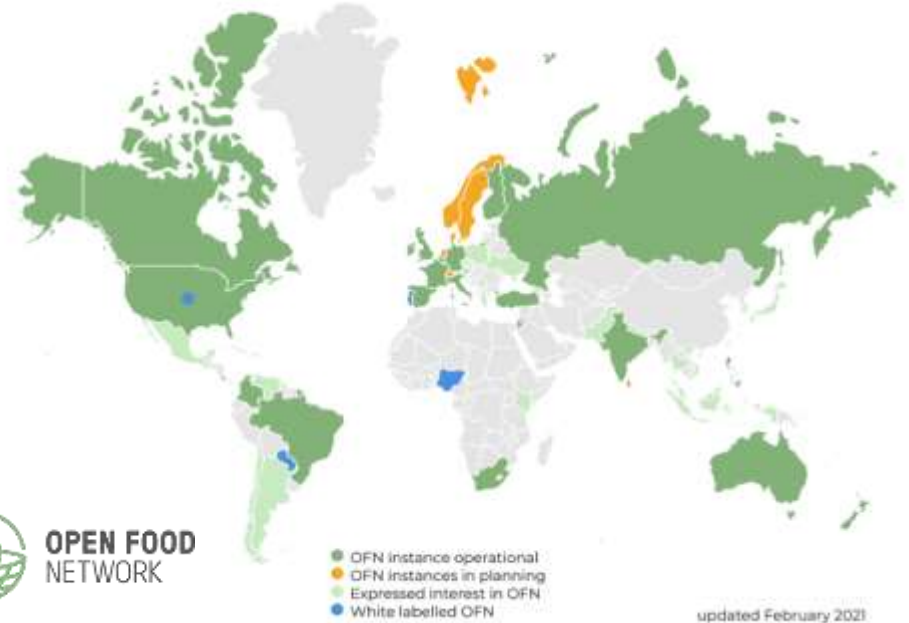 OPEN FOOD
NETWORK
OFN instance operational
OFN instances in planning
Expressed interest in OFN
White labelled OFN
updated February 2021